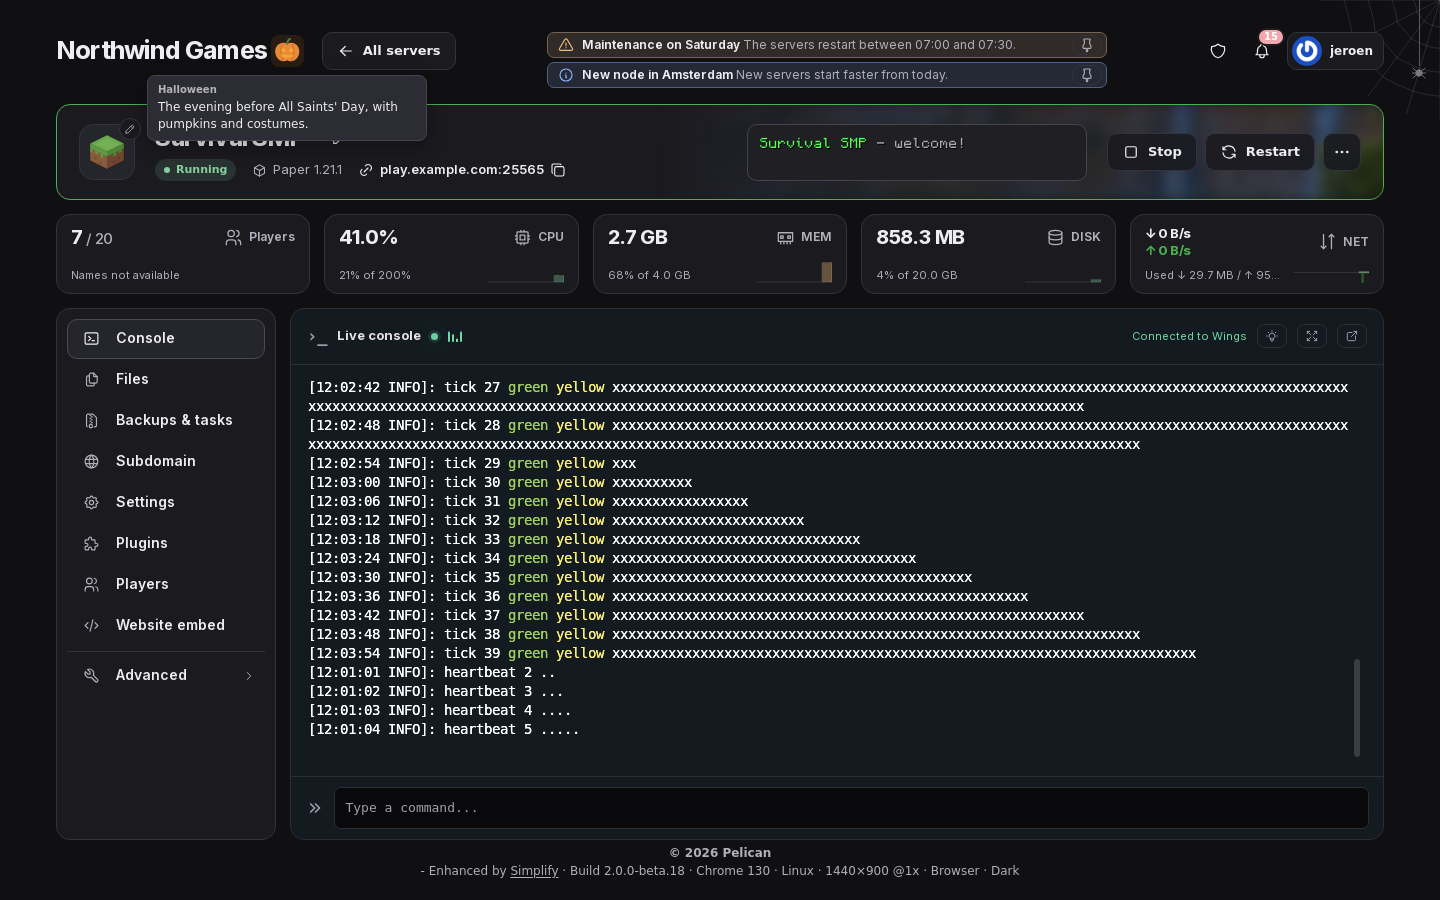 Northwind Games
All servers
Maintenance on Saturday The servers restart between 07:00 and 07:30.
New node in Amsterdam New servers start faster from today.
15
jeroen
Halloween
The evening before All Saints' Day, with
pumpkins and costumes.
Survival SMP
Running
Paper 1.21.1
play.example.com:25565
Survival SMP - welcome!
Stop
Restart
7 / 20
Players
Names not available
41.0%
CPU
21% of 200%
2.7 GB
MEM
68% of 4.0 GB
858.3 MB
DISK
4% of 20.0 GB
↓ 0 B/s
↑ 0 B/s
NET
Used ↓ 29.7 MB / ↑ 95...
Console
Files
Backups & tasks
Subdomain
Settings
Plugins
Players
Website embed
Advanced
Live console
Connected to Wings
[12:02:42 INFO]: tick 27 green yellow xxxxxxxxxxxxxxxxxxxxxxxxxxxxxxxxxxxxxxxxxxxxxxxxxxxxxxxxxxxxxxxxxxxxxxxxxxxxxxxxxxxxxxxxxxxx
xxxxxxxxxxxxxxxxxxxxxxxxxxxxxxxxxxxxxxxxxxxxxxxxxxxxxxxxxxxxxxxxxxxxxxxxxxxxxxxxxxxxxxxxxxxxxxxxx
[12:02:48 INFO]: tick 28 green yellow xxxxxxxxxxxxxxxxxxxxxxxxxxxxxxxxxxxxxxxxxxxxxxxxxxxxxxxxxxxxxxxxxxxxxxxxxxxxxxxxxxxxxxxxxxxx
xxxxxxxxxxxxxxxxxxxxxxxxxxxxxxxxxxxxxxxxxxxxxxxxxxxxxxxxxxxxxxxxxxxxxxxxxxxxxxxxxxxxxxxxxxxxxxxxxxxxxxxx
[12:02:54 INFO]: tick 29 green yellow xxx
[12:03:00 INFO]: tick 30 green yellow xxxxxxxxxx
[12:03:06 INFO]: tick 31 green yellow xxxxxxxxxxxxxxxxx
[12:03:12 INFO]: tick 32 green yellow xxxxxxxxxxxxxxxxxxxxxxxx
[12:03:18 INFO]: tick 33 green yellow xxxxxxxxxxxxxxxxxxxxxxxxxxxxxxx
[12:03:24 INFO]: tick 34 green yellow xxxxxxxxxxxxxxxxxxxxxxxxxxxxxxxxxxxxxx
[12:03:30 INFO]: tick 35 green yellow xxxxxxxxxxxxxxxxxxxxxxxxxxxxxxxxxxxxxxxxxxxxx
[12:03:36 INFO]: tick 36 green yellow xxxxxxxxxxxxxxxxxxxxxxxxxxxxxxxxxxxxxxxxxxxxxxxxxxxx
[12:03:42 INFO]: tick 37 green yellow xxxxxxxxxxxxxxxxxxxxxxxxxxxxxxxxxxxxxxxxxxxxxxxxxxxxxxxxxxx
[12:03:48 INFO]: tick 38 green yellow xxxxxxxxxxxxxxxxxxxxxxxxxxxxxxxxxxxxxxxxxxxxxxxxxxxxxxxxxxxxxxxxxx
[12:03:54 INFO]: tick 39 green yellow xxxxxxxxxxxxxxxxxxxxxxxxxxxxxxxxxxxxxxxxxxxxxxxxxxxxxxxxxxxxxxxxxxxxxxxxx
[12:01:01 INFO]: heartbeat 2 ..
[12:01:02 INFO]: heartbeat 3 ...
[12:01:03 INFO]: heartbeat 4 ....
[12:01:04 INFO]: heartbeat 5 .....
Type a command...
© 2026 Pelican
- Enhanced by Simplify · Build 2.0.0-beta.18 · Chrome 130 · Linux · 1440×900 @1x · Browser · Dark